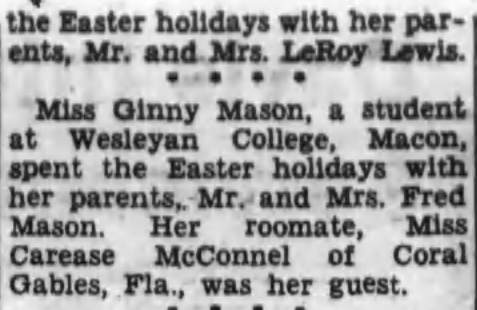 the Easter holidays with her par-
ents, Mr. and Mrs. LeRoy Lewis.
* * * *
Miss Ginny Mason, a student
at Wesleyan College, Macon,
spent the Easter holidays with
her parents, Mr. and Mrs. Fred
Mason. Her roomate, Miss
Carease McConnel of Coral
Gables, Fla., was her guest.